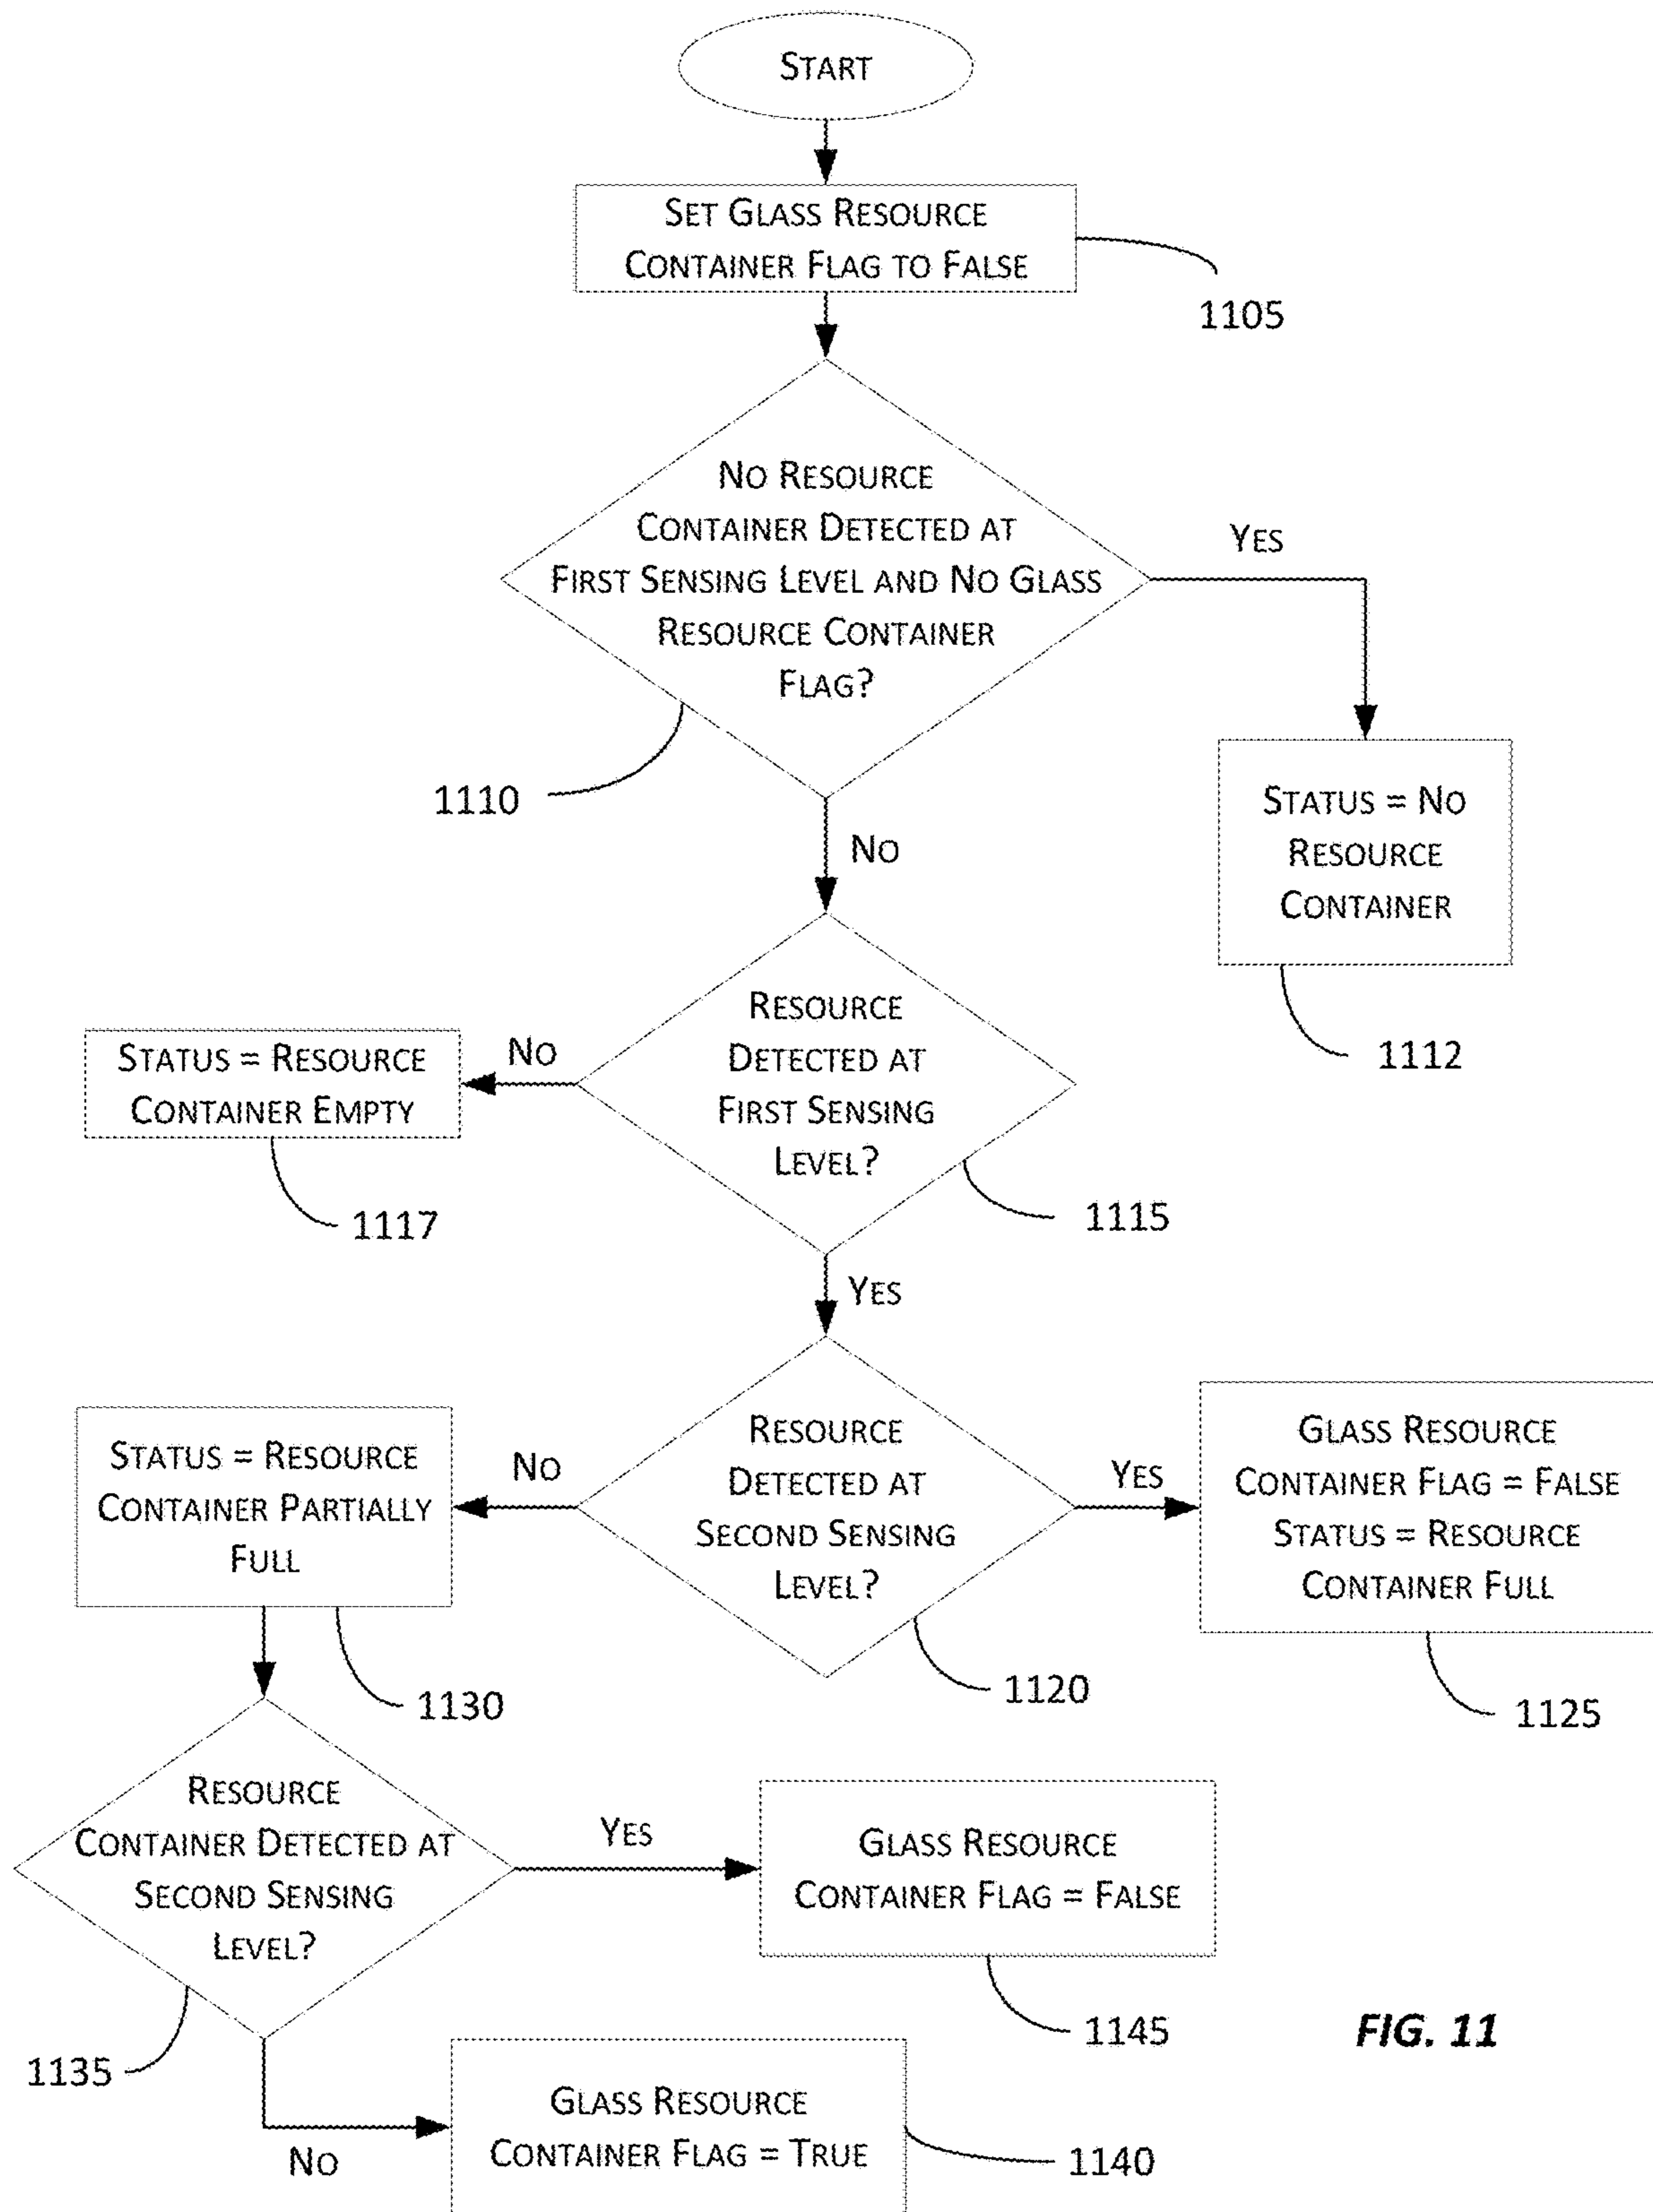 START
SET GLASS RESOURCE
CONTAINER FLAG TO FALSE
1105
NO RESOURCE
CONTAINER DETECTED AT
FIRST SENSING LEVEL AND NO GLASS
RESOURCE CONTAINER
FLAG?
YES
1110
NO
STATUS = NO
RESOURCE
CONTAINER
1112
RESOURCE
DETECTED AT
FIRST SENSING
LEVEL?
NO
STATUS = RESOURCE
CONTAINER EMPTY
1117
1115
YES
RESOURCE
DETECTED AT
SECOND SENSING
LEVEL?
NO
YES
STATUS = RESOURCE
CONTAINER PARTIALLY
FULL
GLASS RESOURCE
CONTAINER FLAG = FALSE
STATUS = RESOURCE
CONTAINER FULL
1130
1120
1125
RESOURCE
CONTAINER DETECTED AT
SECOND SENSING
LEVEL?
YES
GLASS RESOURCE
CONTAINER FLAG = FALSE
1145
1135
NO
GLASS RESOURCE
CONTAINER FLAG = TRUE
1140
FIG. 11